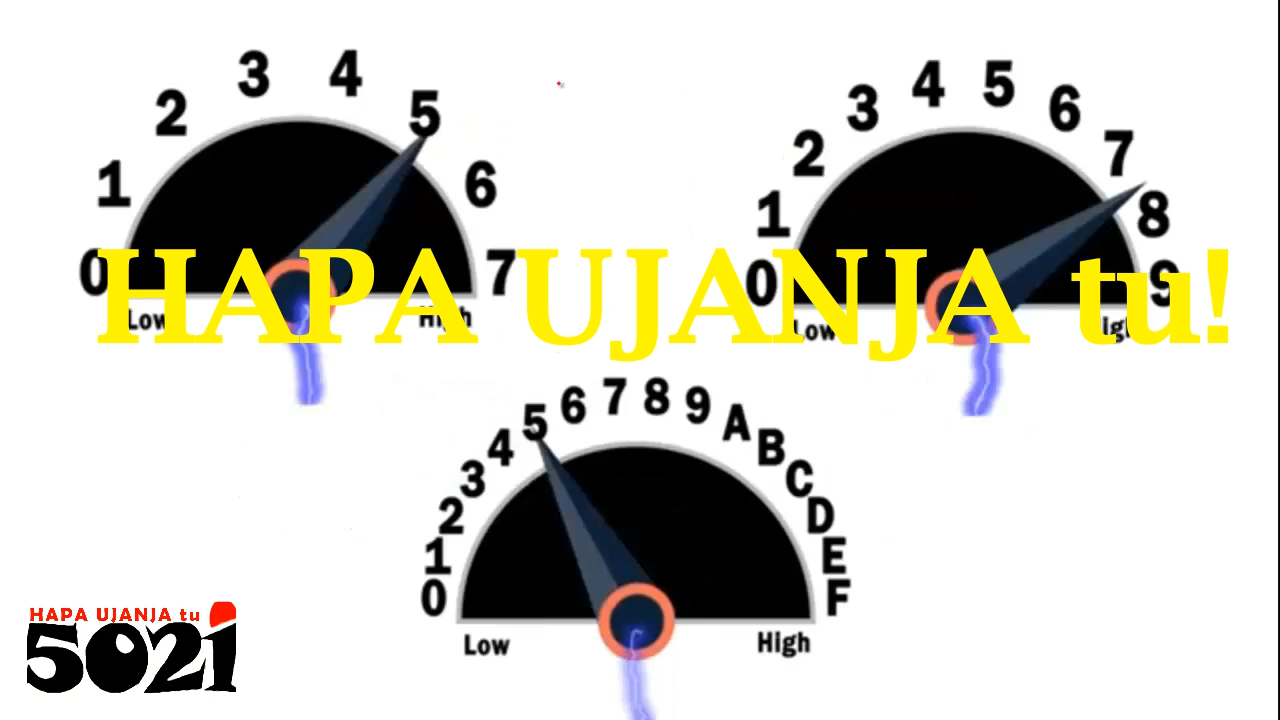 0 1 2 3 4 5 6 7
Low High
0 1 2 3 4 5 6 7 8 9
Low High
HAPA UJANJA tu!
0 1 2 3 4 5 6 7 8 9 A B C D E F
Low High
HAPA UJANJA tu
5021